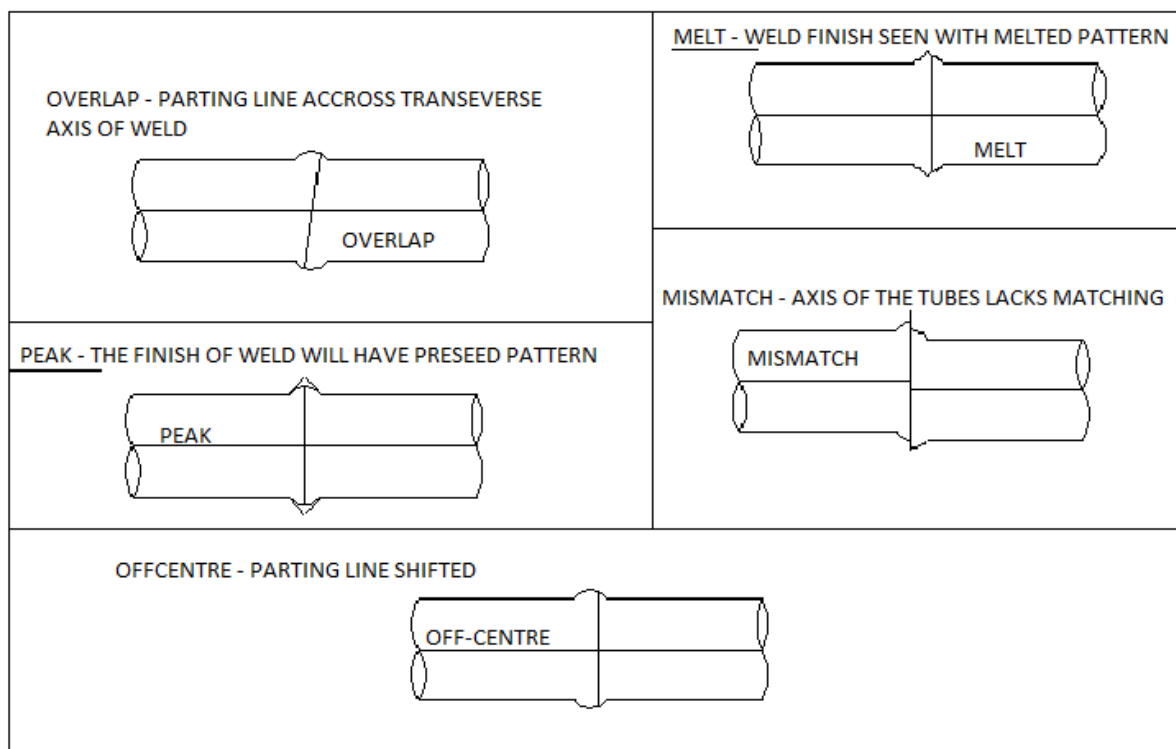 OVERLAP - PARTING LINE ACCROSS TRANSEVERSE
AXIS OF WELD
OVERLAP
MELT - WELD FINISH SEEN WITH MELTED PATTERN
MELT
PEAK - THE FINISH OF WELD WILL HAVE PRESEED PATTERN
PEAK
MISMATCH - AXIS OF THE TUBES LACKS MATCHING
MISMATCH
OFFCENTRE - PARTING LINE SHIFTED
OFF-CENTRE